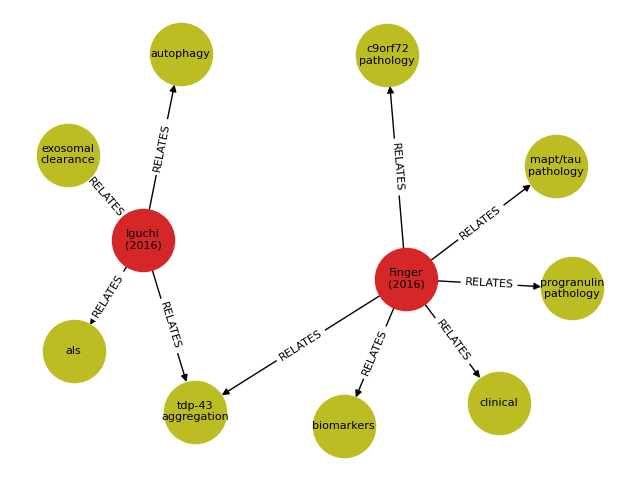 autophagy
c9orf72
pathology
exosomal
clearance
RELATES
RELATES
RELATES
mapt/tau
pathology
Iguchi
(2016)
RELATES
Finger
(2016)
RELATES
progranulin
pathology
RELATES
RELATES
RELATES
RELATES
RELATES
als
tdp-43
aggregation
biomarkers
clinical